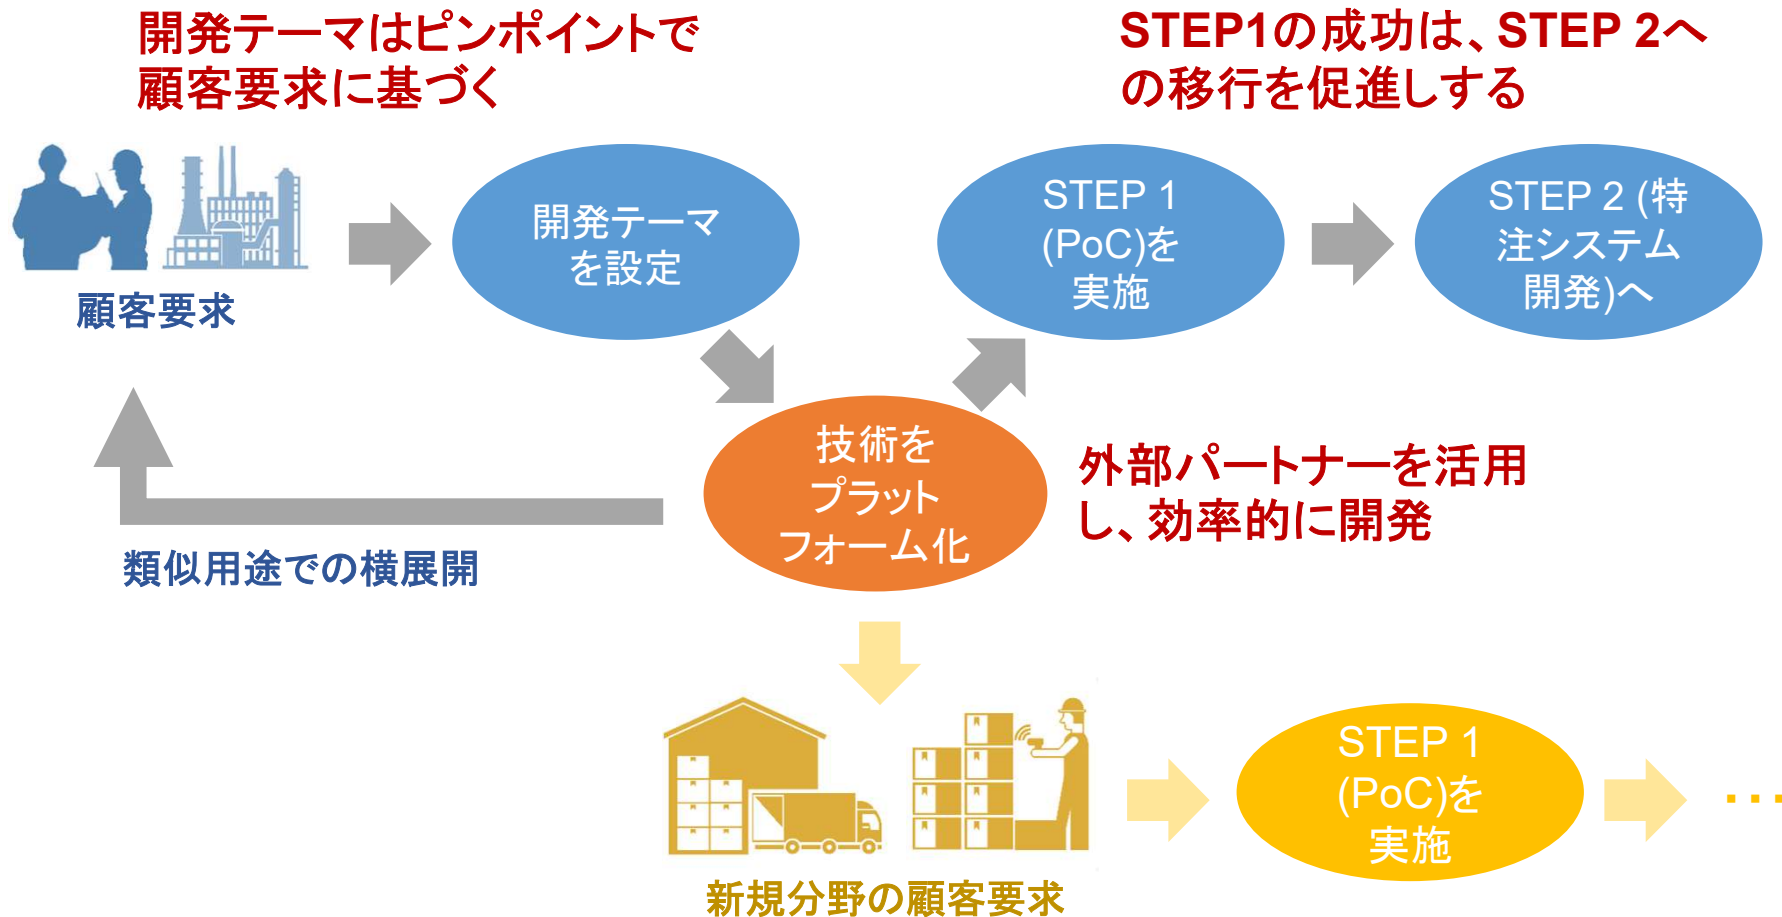 開発テーマはピンポイントで
顧客要求に基づく
STEP1の成功は、STEP 2へ
の移行を促進しする
顧客要求
開発テーマ
を設定
STEP 1
(PoC)を
実施
STEP 2 (特
注システム
開発)へ
技術を
プラット
フォーム化
外部パートナーを活用
し、効率的に開発
類似用途での横展開
新規分野の顧客要求
STEP 1
(PoC)を
実施
…